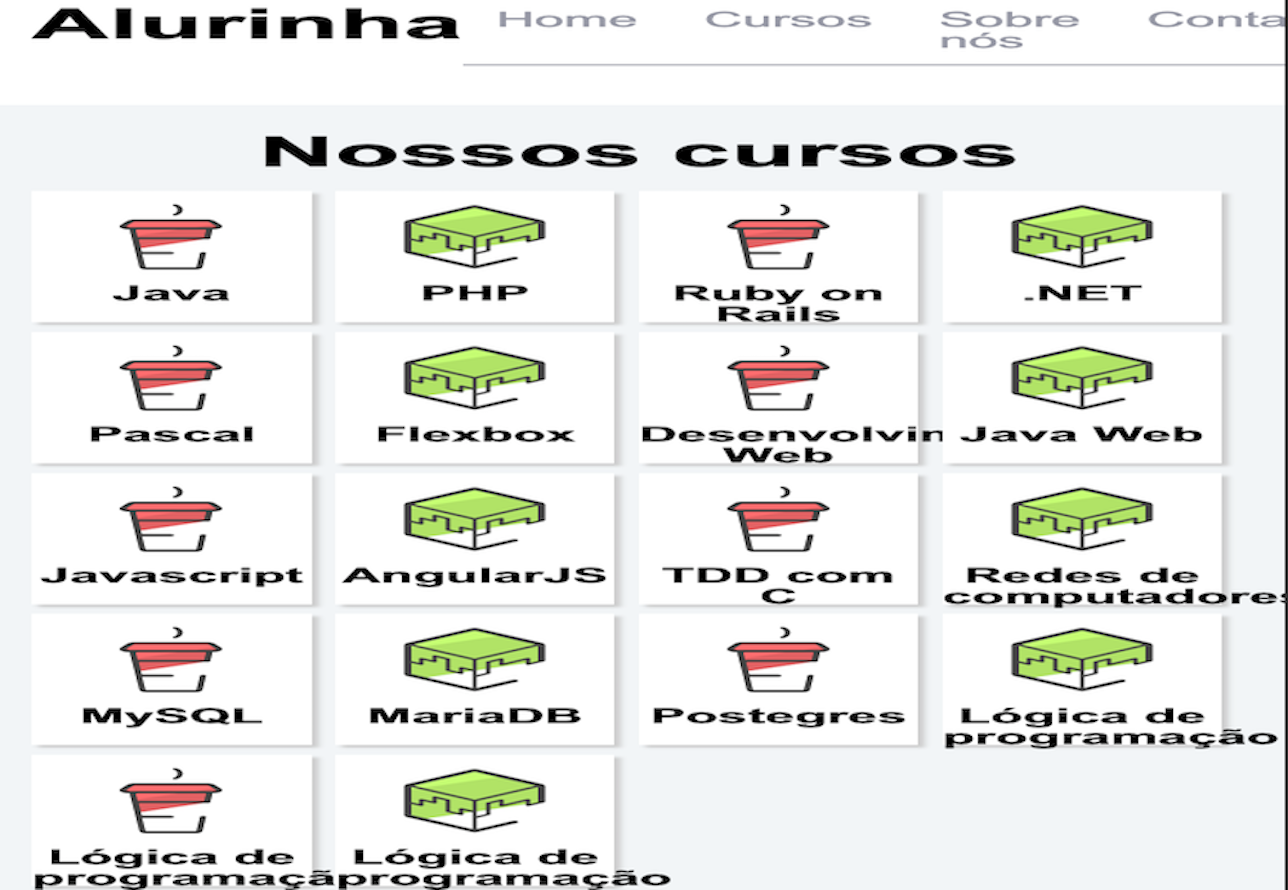 Alurinha
Home Cursos Sobre nós Conta
Nossos cursos
Java
PHP
Ruby on
Rails
.NET
Pascal
Flexbox
Desenvolvin
Web
Java Web
Javascript
AngularJS
TDD com
C
Redes de
computadores
MySQL
MariaDB
Postegres
Lógica de
programação
Lógica de
programaçã
Lógica de
programação